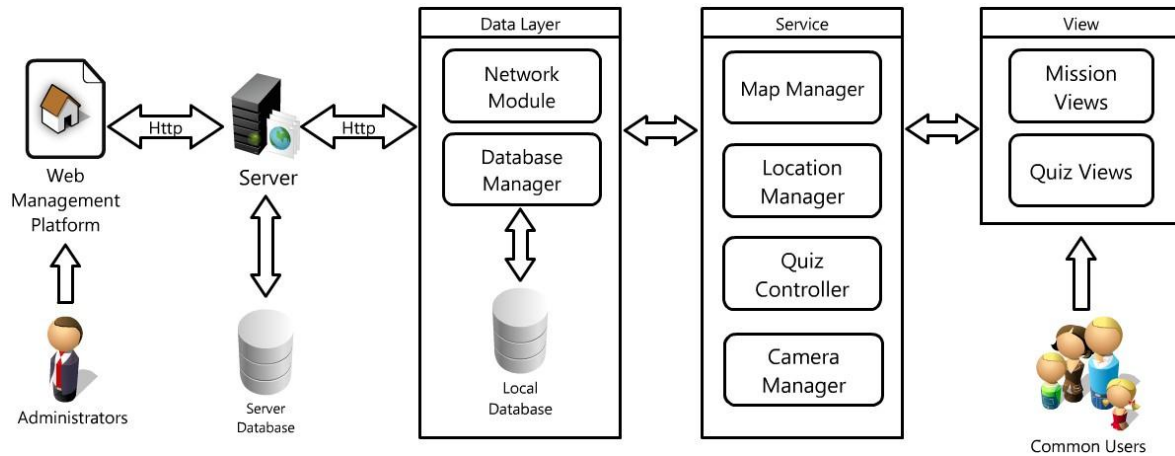 Web
Management
Platform
Administrators
Http
Server
Server
Database
Http
Data Layer
Network
Module
Database
Manager
Local
Database
Service
Map Manager
Location
Manager
Quiz
Controller
Camera
Manager
View
Mission
Views
Quiz Views
Common Users